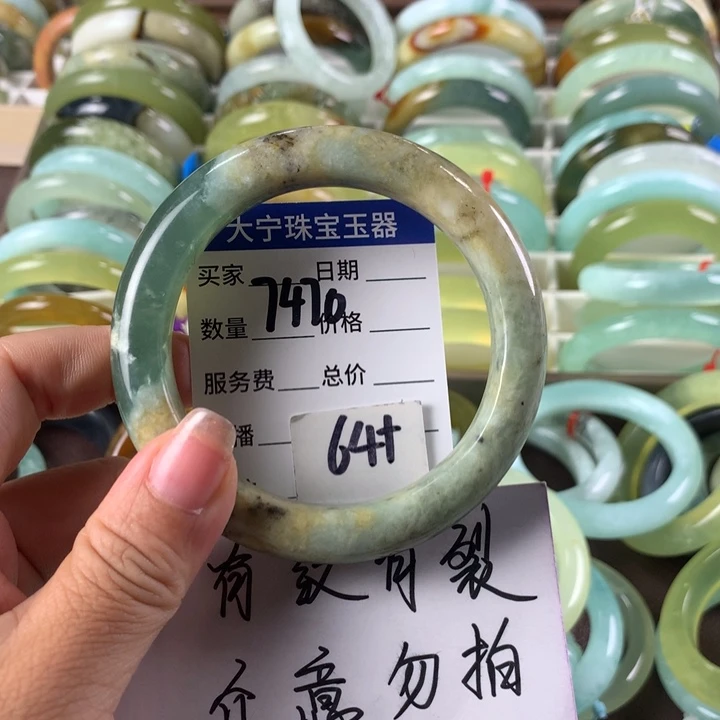 大宁珠宝玉器
买家 日期
7470
数量 价格
服务费 总价
播
64+
有纹有裂
介意勿拍